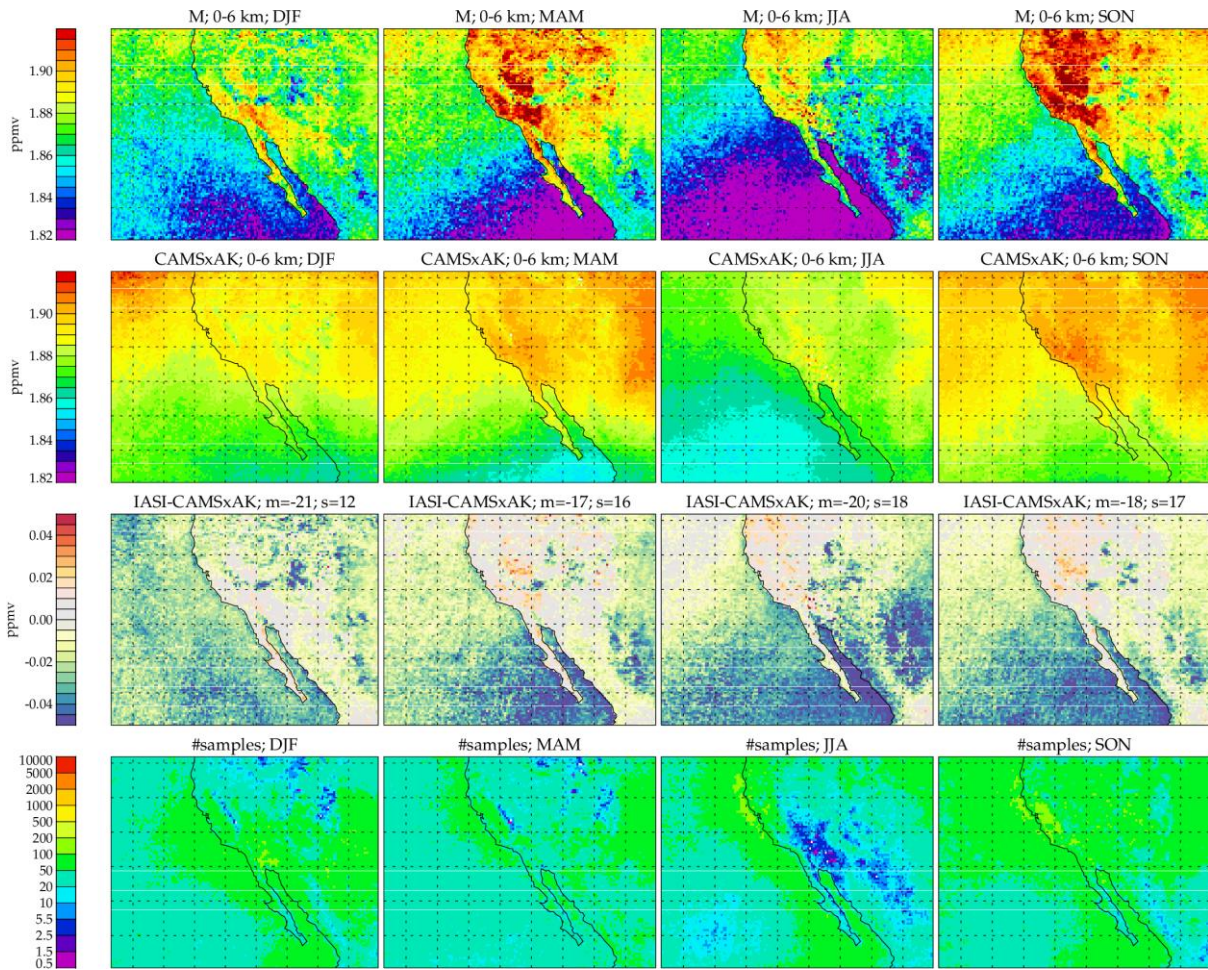 M; 0-6 km; DJF
M; 0-6 km; MAM
M; 0-6 km; JJA
M; 0-6 km; SON
1.90
1.88
1.86
1.84
1.82
ppmv
CAMSxAK; 0-6 km; DJF
CAMSxAK; 0-6 km; MAM
CAMSxAK; 0-6 km; JJA
CAMSxAK; 0-6 km; SON
1.90
1.88
1.86
1.84
1.82
ppmv
IASI-CAMSxAK; m=-21; s=12
IASI-CAMSxAK; m=-17; s=16
IASI-CAMSxAK; m=-20; s=18
IASI-CAMSxAK; m=-18; s=17
0.04
0.02
0.00
-0.02
-0.04
ppmv
#samples; DJF
#samples; MAM
#samples; JJA
#samples; SON
10000
5000
2000
1000
500
200
100
50
20
10
5.5
2.5
1.5
0.5